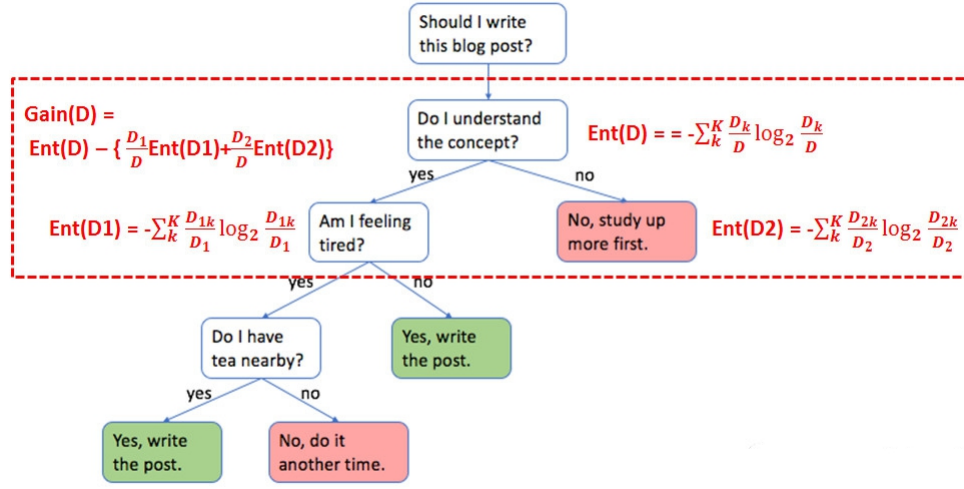 Should I write
this blog post?
Gain(D) =
Ent(D) – { D₁/D Ent(D1)+ D₂/D Ent(D2)}
Do I understand
the concept?
Ent(D) = = -∑ₖᴷ Dₖ/D log₂ Dₖ/D
yes
no
Ent(D1) = -∑ₖᴷ D₁ₖ/D₁ log₂ D₁ₖ/D₁
Am I feeling
tired?
No, study up
more first.
Ent(D2) = -∑ₖᴷ D₂ₖ/D₂ log₂ D₂ₖ/D₂
yes
no
Do I have
tea nearby?
Yes, write
the post.
yes
no
Yes, write
the post.
No, do it
another time.